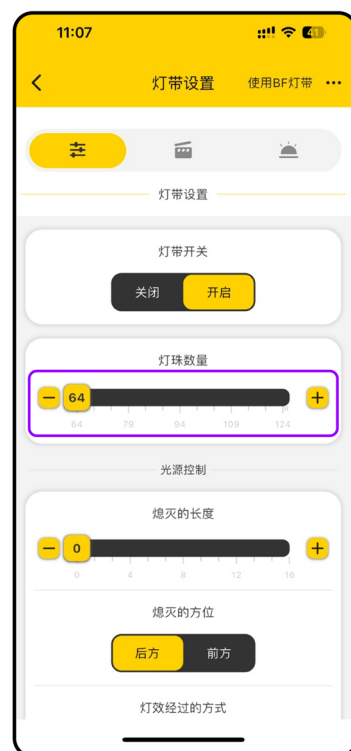 11:07
41
灯带设置 使用BF灯带
灯带设置
灯带开关
关闭 开启
灯珠数量
64
64 79 94 109 124
光源控制
熄灭的长度
0
0 4 8 12 16
熄灭的方位
后方 前方
灯效经过的方式